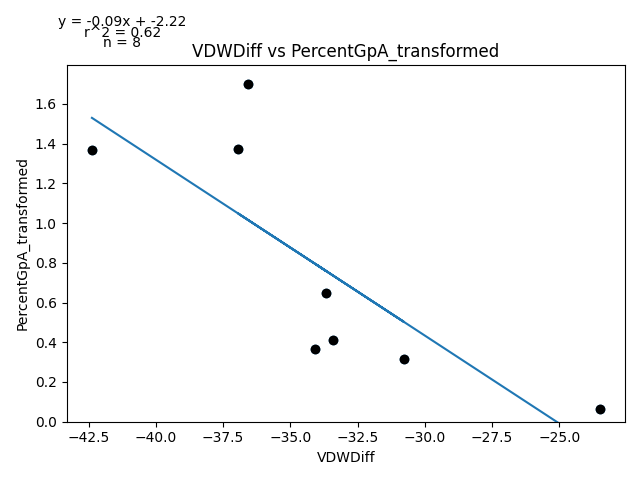 y = -0.09x + -2.22
r^2 = 0.62
n = 8
VDWDiff vs PercentGpA_transformed
PercentGpA_transformed
1.6
1.4
1.2
1.0
0.8
0.6
0.4
0.2
0.0
−42.5 −40.0 −37.5 −35.0 −32.5 −30.0 −27.5 −25.0
VDWDiff